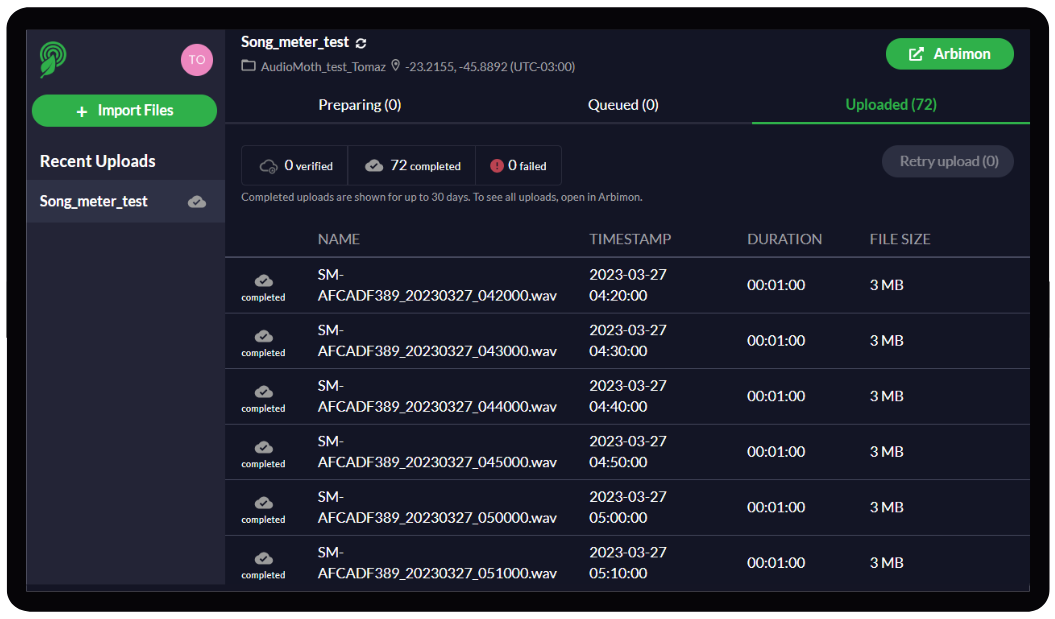 TO
Import Files
Recent Uploads
Song_meter_test
Song_meter_test
AudioMoth_test_Tomaz -23.2155, -45.8892 (UTC-03:00)
Arbimon
Preparing (0) Queued (0) Uploaded (72)
0 verified 72 completed 0 failed
Retry upload (0)
Completed uploads are shown for up to 30 days. To see all uploads, open in Arbimon.
NAME TIMESTAMP DURATION FILE SIZE
SM- 2023-03-27
completed AFCADF389_20230327_042000.wav 04:20:00 00:01:00 3 MB
SM- 2023-03-27
completed AFCADF389_20230327_043000.wav 04:30:00 00:01:00 3 MB
SM- 2023-03-27
completed AFCADF389_20230327_044000.wav 04:40:00 00:01:00 3 MB
SM- 2023-03-27
completed AFCADF389_20230327_045000.wav 04:50:00 00:01:00 3 MB
SM- 2023-03-27
completed AFCADF389_20230327_050000.wav 05:00:00 00:01:00 3 MB
SM- 2023-03-27
completed AFCADF389_20230327_051000.wav 05:10:00 00:01:00 3 MB